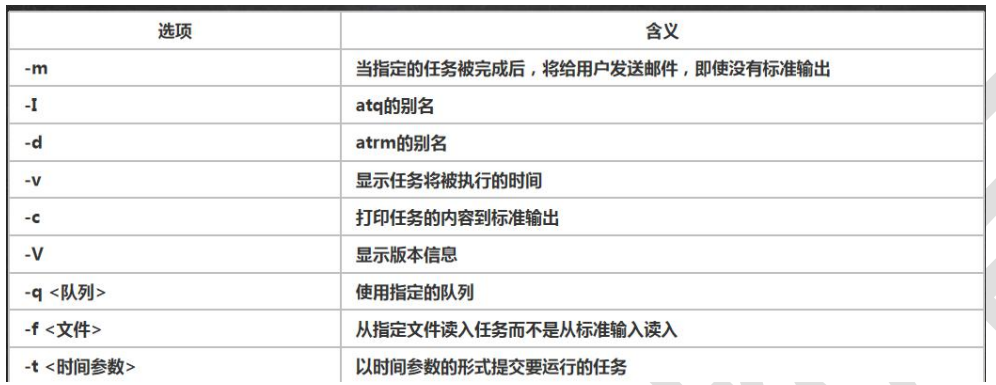 选项 含义
-m 当指定的任务被完成后，将给用户发送邮件，即使没有标准输出
-I atq的别名
-d atrm的别名
-v 显示任务将被执行的时间
-c 打印任务的内容到标准输出
-V 显示版本信息
-q <队列> 使用指定的队列
-f <文件> 从指定文件读入任务而不是从标准输入读入
-t <时间参数> 以时间参数的形式提交要运行的任务